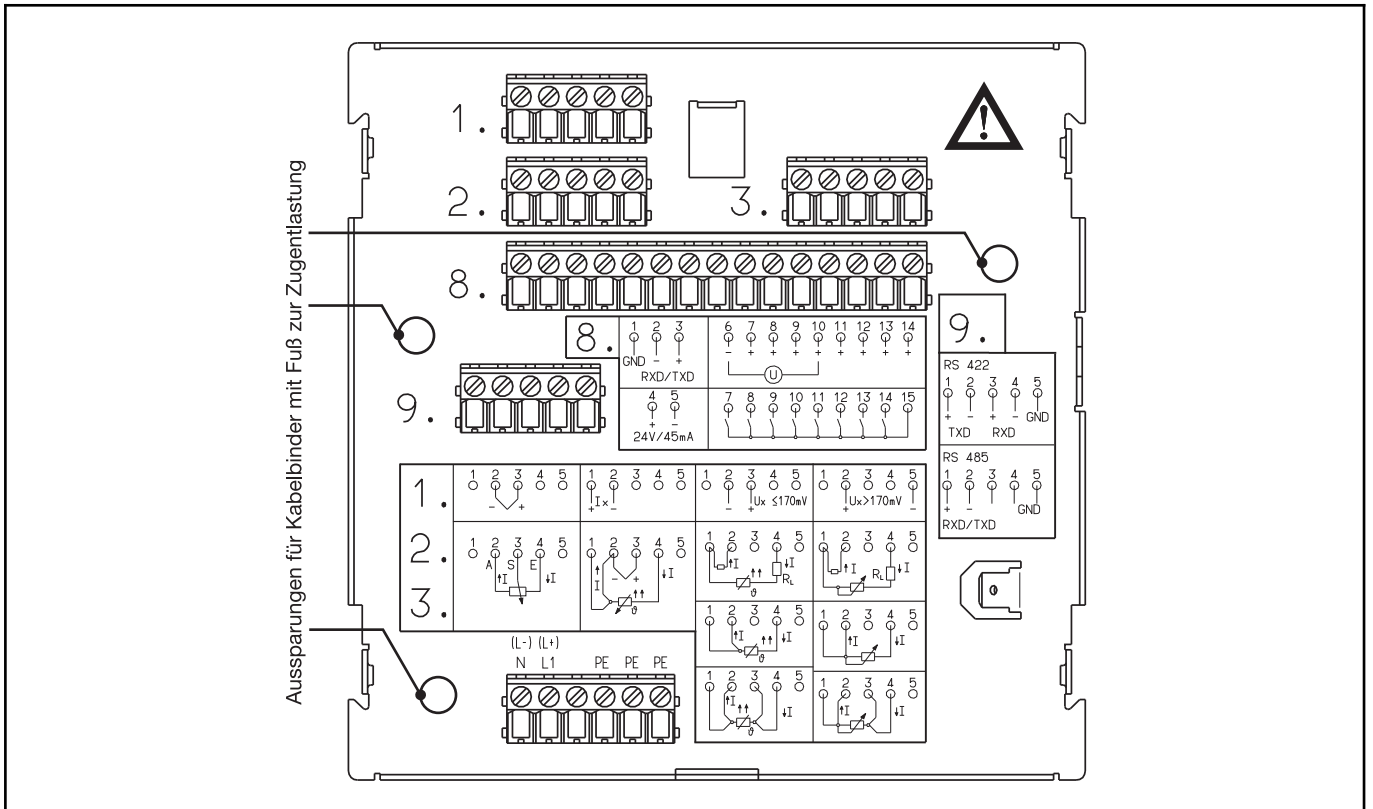 Aussparungen für Kabelbinder mit Fuß zur Zugentlastung
1.
2.
3.
8.
9.
8.
1 2 3
GND - +
RXD/TXD
6 7 8 9 10 11 12 13 14
- + + + + + + + +
U
4 5
+ -
24V/45mA
7 8 9 10 11 12 13 14 15
9.
RS 422
1 2 3 4 5
+ - + - GND
TXD RXD
RS 485
1 2 3 4 5
+ - GND
RXD/TXD
1.
2.
3.
1 2 3 4 5
- +
1 2 3 4 5
+ Ix -
1 2 3 4 5
- + Ux ≤170mV
1 2 3 4 5
+ Ux>170mV -
1 2 3 4 5
A S E
I I
1 2 3 4 5
I - + I
ϑ
1 2 3 4 5
I I
RL
ϑ
1 2 3 4 5
I RL I
1 2 3 4 5
I I
ϑ
1 2 3 4 5
I I
1 2 3 4 5
I I
ϑ
1 2 3 4 5
I I
(L-) (L+)
N L1 PE PE PE